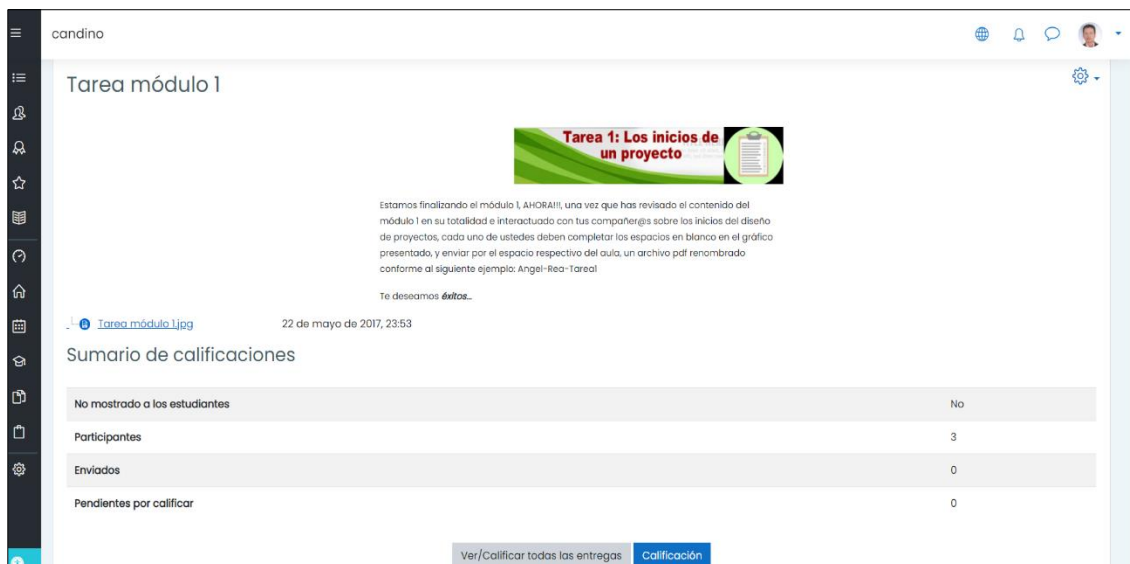 candino
Tarea módulo 1
Tarea 1: Los inicios de
un proyecto
Estamos finalizando el módulo 1, AHORA!!!, una vez que has revisado el contenido del
módulo 1 en su totalidad e interactuado con tus compañer@s sobre los inicios del diseño
de proyectos, cada uno de ustedes deben completar los espacios en blanco en el gráfico
presentado, y enviar por el espacio respectivo del aula, un archivo pdf renombrado
conforme al siguiente ejemplo: Angel-Rea-Tarea1
Te deseamos éxitos...
Tarea módulo 1.jpg 22 de mayo de 2017, 23:53
Sumario de calificaciones
No mostrado a los estudiantes No
Participantes 3
Enviados 0
Pendientes por calificar 0
Ver/Calificar todas las entregas Calificación